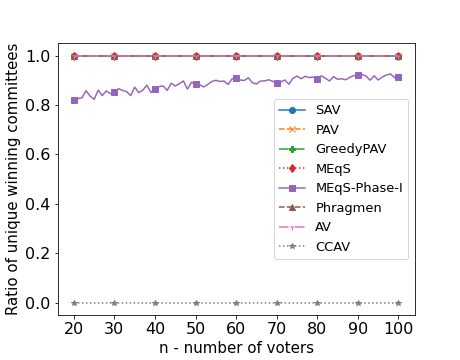 Ratio of unique winning committees
1.0
0.8
0.6
0.4
0.2
0.0
SAV
PAV
GreedyPAV
MEqS
MEqS-Phase-I
Phragmen
AV
CCAV
20 30 40 50 60 70 80 90 100
n - number of voters